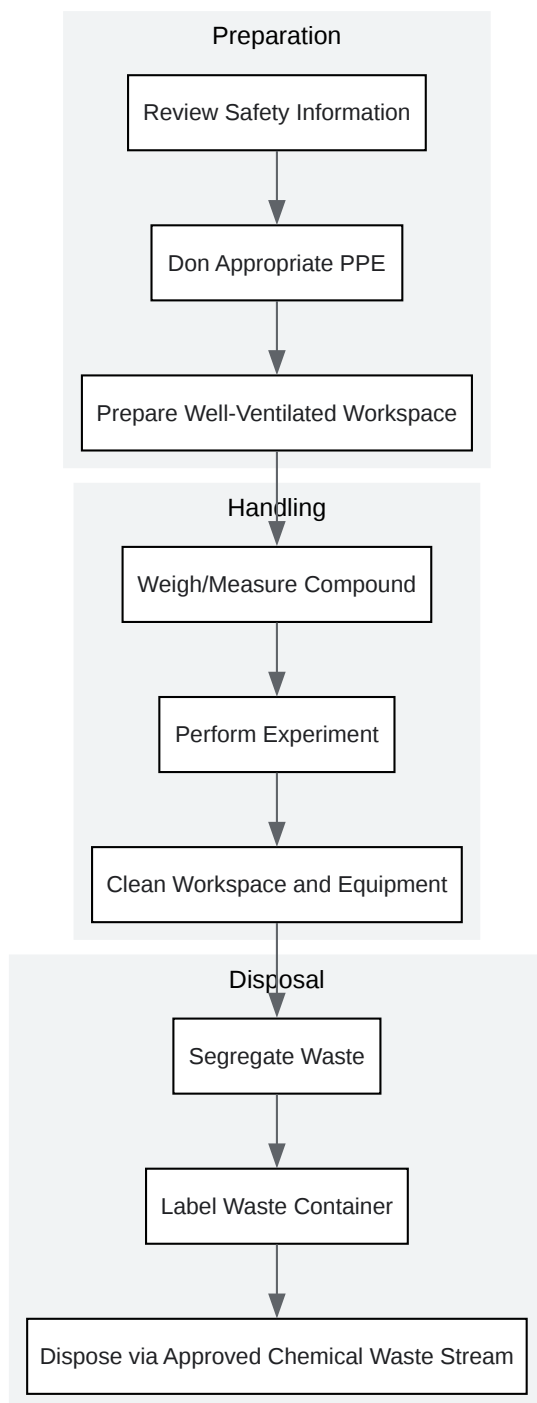 Preparation
Review Safety Information
Don Appropriate PPE
Prepare Well-Ventilated Workspace
Handling
Weigh/Measure Compound
Perform Experiment
Clean Workspace and Equipment
Disposal
Segregate Waste
Label Waste Container
Dispose via Approved Chemical Waste Stream